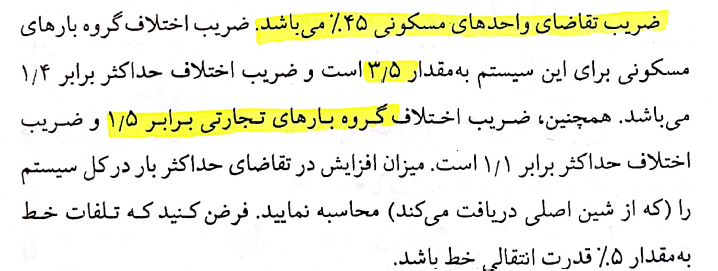 ضریب تقاضای واحدهای مسکونی ۴۵٪ می‌باشد. ضریب اختلاف گروه بارهای
مسکونی برای این سیستم به‌مقدار ۳/۵ است و ضریب اختلاف حداکثر برابر ۱/۴
می‌باشد. همچنین، ضریب اختلاف گروه بارهای تجارتی برابر ۱/۵ و ضریب
اختلاف حداکثر برابر ۱/۱ است. میزان افزایش در تقاضای حداکثر بار در کل سیستم
را (که از شین اصلی دریافت می‌کند) محاسبه نمایید. فرض کنید که تلفات خط
به‌مقدار ۵٪ قدرت انتقالی خط باشد.